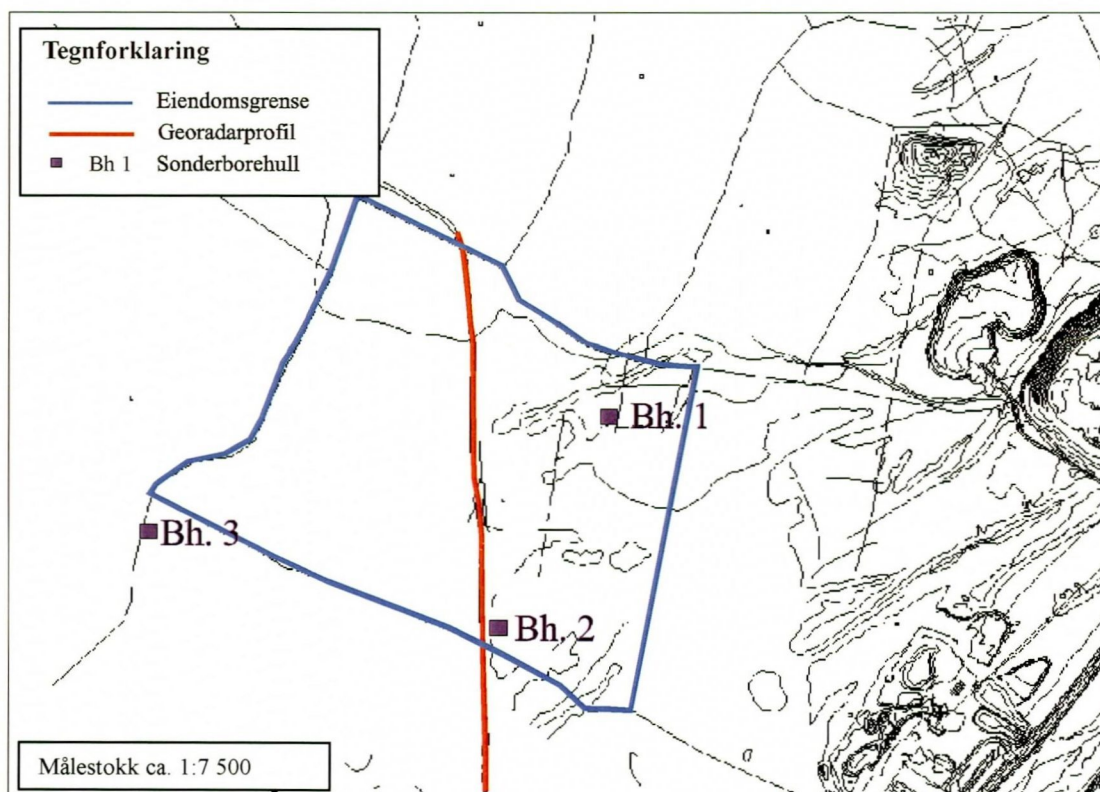 Tegnforklaring
Eiendomsgrense
Georadarprofil
Bh 1 Sonderborehull
Bh. 1
Bh. 3
Bh. 2
Målestokk ca. 1:7 500